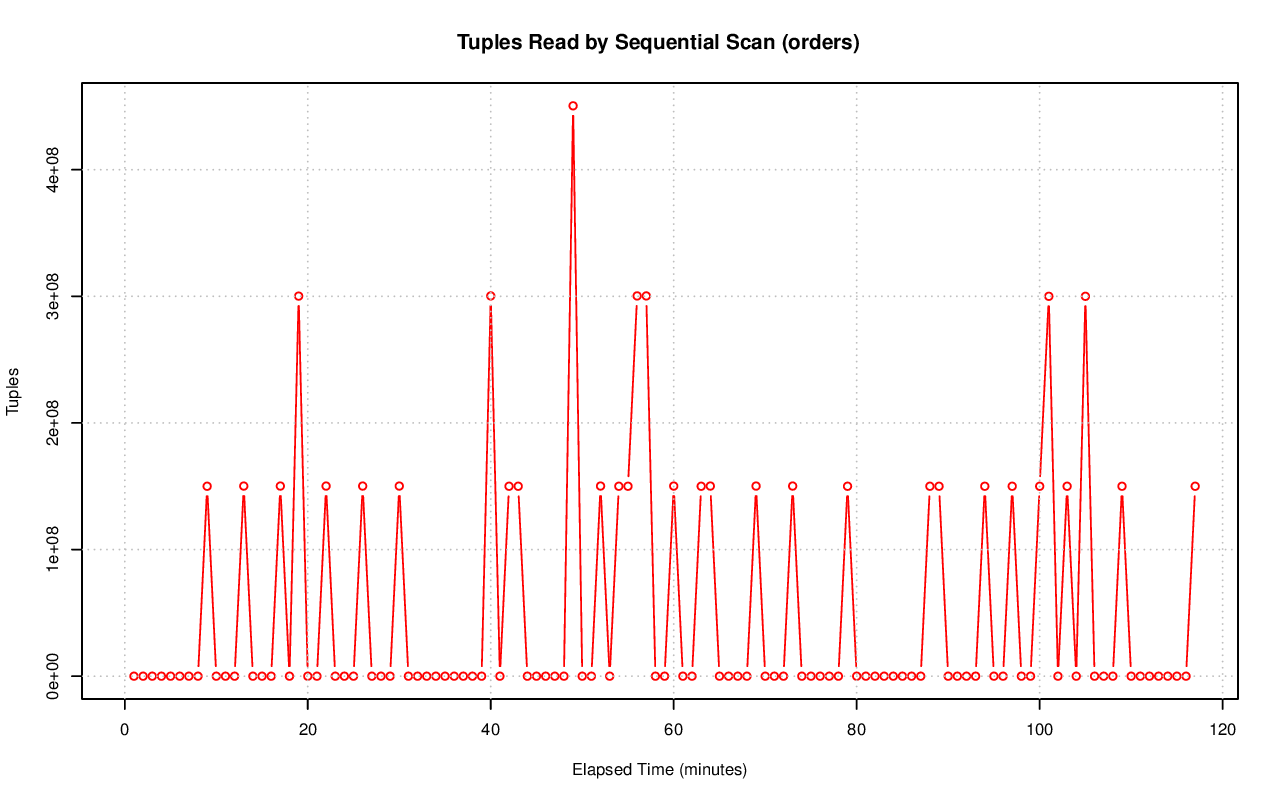 Tuples Read by Sequential Scan (orders)
Tuples
4e+08
3e+08
2e+08
1e+08
0e+00
0 20 40 60 80 100 120
Elapsed Time (minutes)